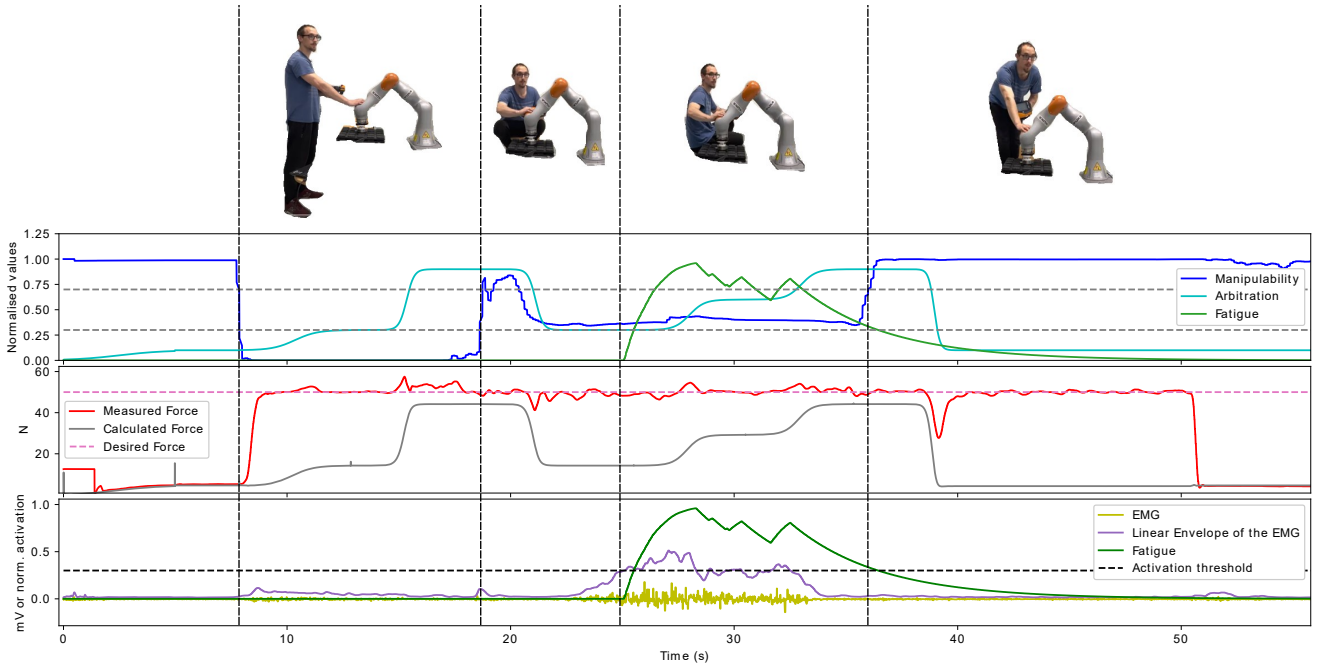 1.25
1.00
0.75
0.50
0.25
0.00
Normalised values
Manipulability
Arbitration
Fatigue
60
40
20
N
Measured Force
Calculated Force
Desired Force
1.0
0.5
0.0
mV or norm. activation
EMG
Linear Envelope of the EMG
Fatigue
Activation threshold
0 10 20 30 40 50
Time (s)